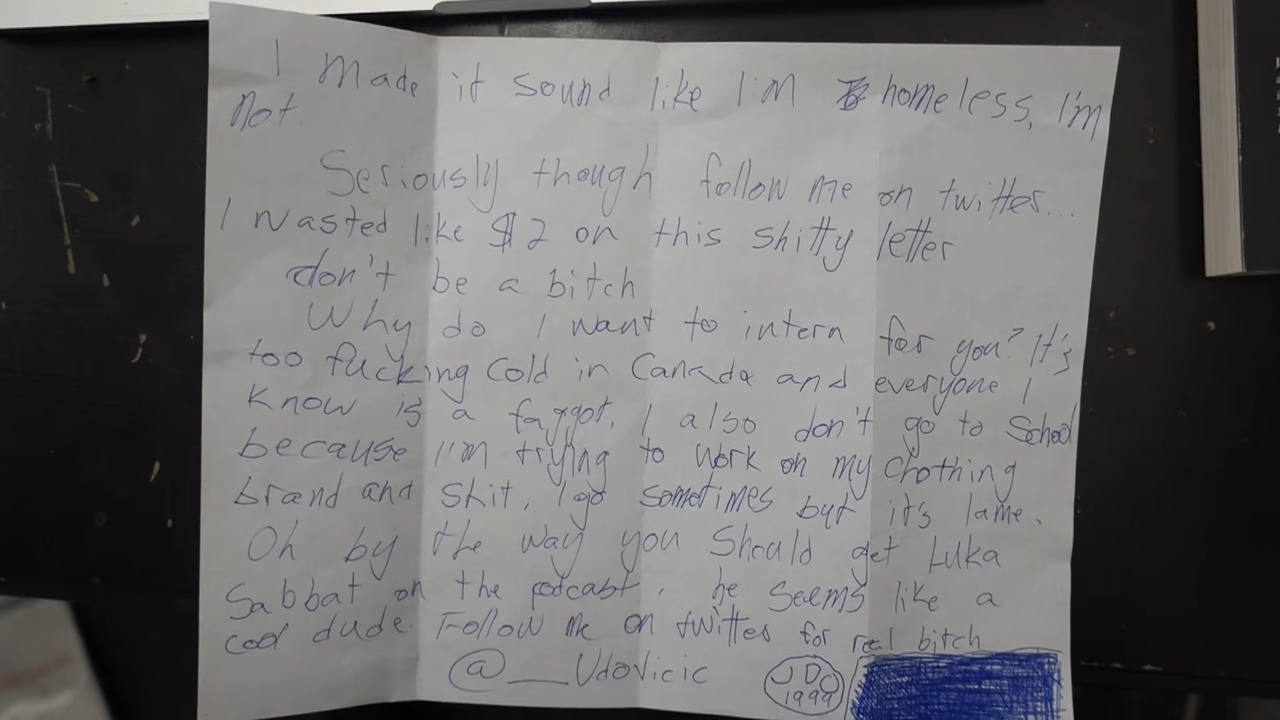 I made it sound like I'm homeless, I'm
not.
Seriously though follow me on twitter...
I wasted like $2 on this shitty letter
don't be a bitch
Why do I want to intern for you? It's
too fucking cold in Canada and everyone I
know is a faggot. I also don't go to School
because I'm trying to work on my clothing
brand and shit, I go sometimes but it's lame.
Oh by the way you should get Luka
Sabbat on the podcast, he seems like a
cool dude. Follow me on twitter for real bitch
@__Udovicic
JDC
1999